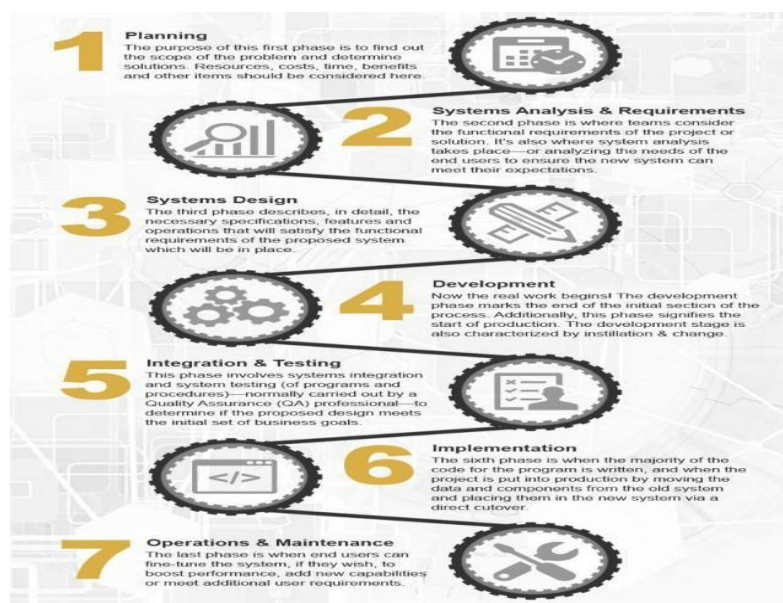 1
Planning
The purpose of this first phase is to find out
the scope of the problem and determine
solutions. Resources, costs, time, benefits
and other items should be considered here.
2
Systems Analysis & Requirements
The second phase is where teams consider
the functional requirements of the project or
solution. It's also where system analysis
takes place—or analyzing the needs of the
end users to ensure the new system can
meet their expectations.
3
Systems Design
The third phase describes, in detail, the
necessary specifications, features and
operations that will satisfy the functional
requirements of the proposed system
which will be in place.
4
Development
Now the real work begins! The development
phase marks the end of the initial section of the
process. Additionally, this phase signifies the
start of production. The development stage is
also characterized by instillation & change.
5
Integration & Testing
This phase involves systems integration
and system testing (of programs and
procedures)—normally carried out by a
Quality Assurance (QA) professional—to
determine if the proposed design meets
the initial set of business goals.
6
Implementation
The sixth phase is when the majority of the
code for the program is written, and when the
project is put into production by moving the
data and components from the old system
and placing them in the new system via a
direct cutover.
</>
7
Operations & Maintenance
The last phase is when end users can
fine-tune the system, if they wish, to
boost performance, add new capabilities
or meet additional user requirements.